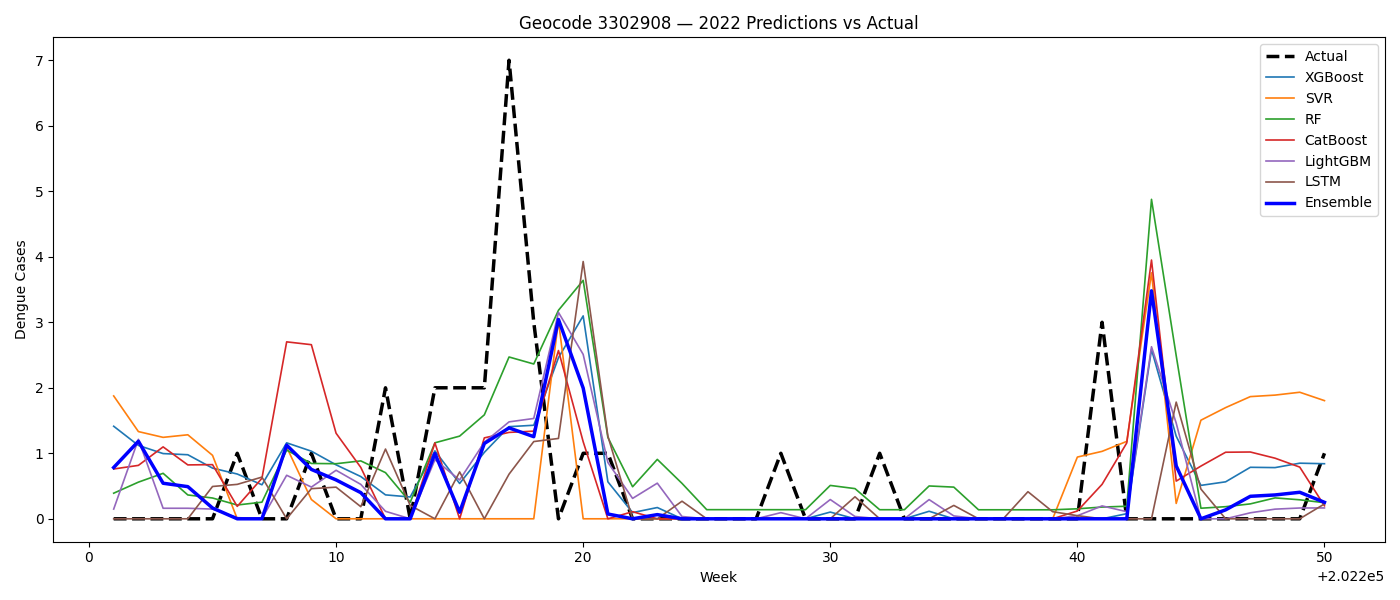 Geocode 3302908 — 2022 Predictions vs Actual
Dengue Cases
7
6
5
4
3
2
1
0
0 10 20 30 40 50
+2.022e5
Week
Actual
XGBoost
SVR
RF
CatBoost
LightGBM
LSTM
Ensemble